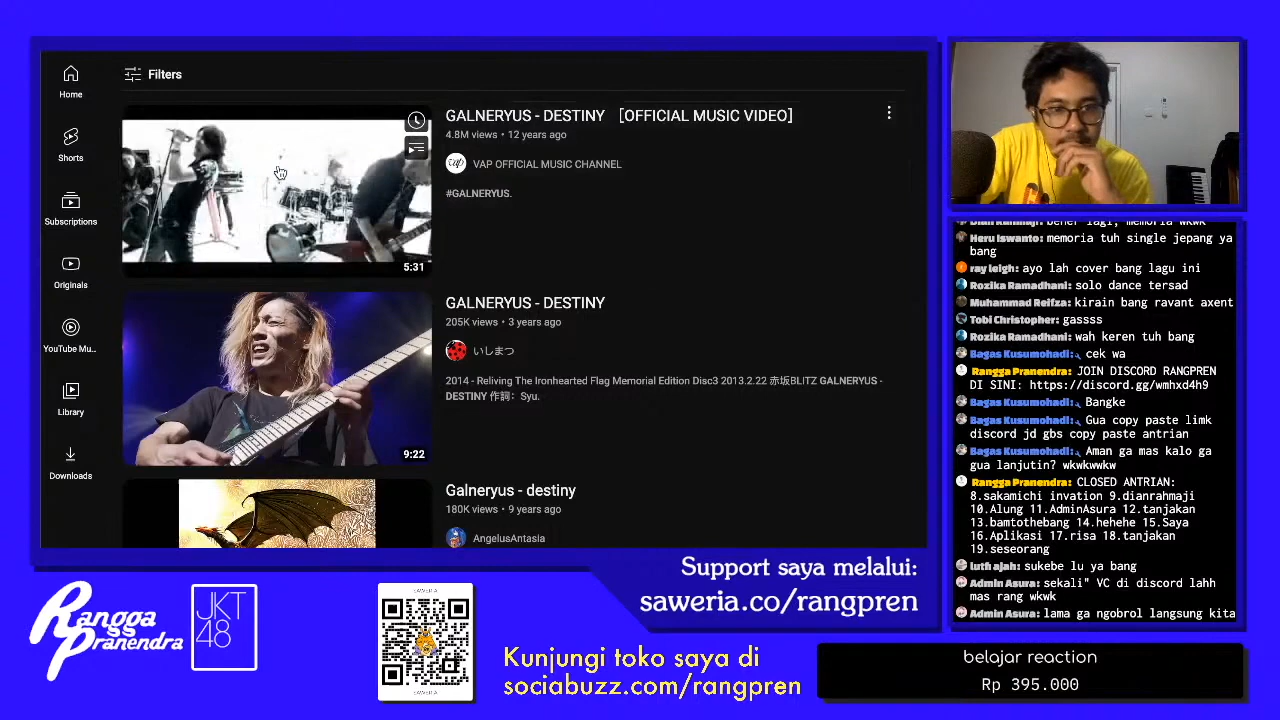 Home
Shorts
Subscriptions
Originals
YouTube Mu...
Library
Downloads
Filters
GALNERYUS - DESTINY [OFFICIAL MUSIC VIDEO]
4.8M views • 12 years ago
vap
VAP OFFICIAL MUSIC CHANNEL
#GALNERYUS.
5:31
GALNERYUS - DESTINY
205K views • 3 years ago
いしまつ
2014 - Reliving The Ironhearted Flag Memorial Edition Disc3 2013.2.22 赤坂BLITZ GALNERYUS -
DESTINY 作詞: Syu.
9:22
Galneryus - destiny
180K views • 9 years ago
AngelusAntasia
Heru Iswanto: memoria tuh single jepang ya
bang
ray leigh: ayo lah cover bang lagu ini
Rozika Ramadhani: solo dance tersad
Muhammad Reifza: kirain bang ravant axent
Tobi Christopher: gassss
Rozika Ramadhani: wah keren tuh bang
Bagas Kusumohadi: cek wa
Rangga Pranendra: JOIN DISCORD RANGPREN
DI SINI: https://discord.gg/wmhxd4h9
Bagas Kusumohadi: Bangke
Bagas Kusumohadi: Gua copy paste limk
discord jd gbs copy paste antrian
Bagas Kusumohadi: Aman ga mas kalo ga
gua lanjutin? wkwkwwkw
Rangga Pranendra: CLOSED ANTRIAN:
8.sakamichi invation 9.dianrahmaji
10.Alung 11.AdminAsura 12.tanjakan
13.bamtothebang 14.hehehe 15.Saya
16.Aplikasi 17.risa 18.tanjakan
19.seseorang
lutfi ajah: sukebe lu ya bang
Admin Asura: sekali" VC di discord lahh
mas rang wkwk
Admin Asura: lama ga ngobrol langsung kita
Support saya melalui:
saweria.co/rangpren
Rangga
Pranendra
JKT
48
SAWERIA
SAWERIA
Kunjungi toko saya di
sociabuzz.com/rangpren
belajar reaction
Rp 395.000